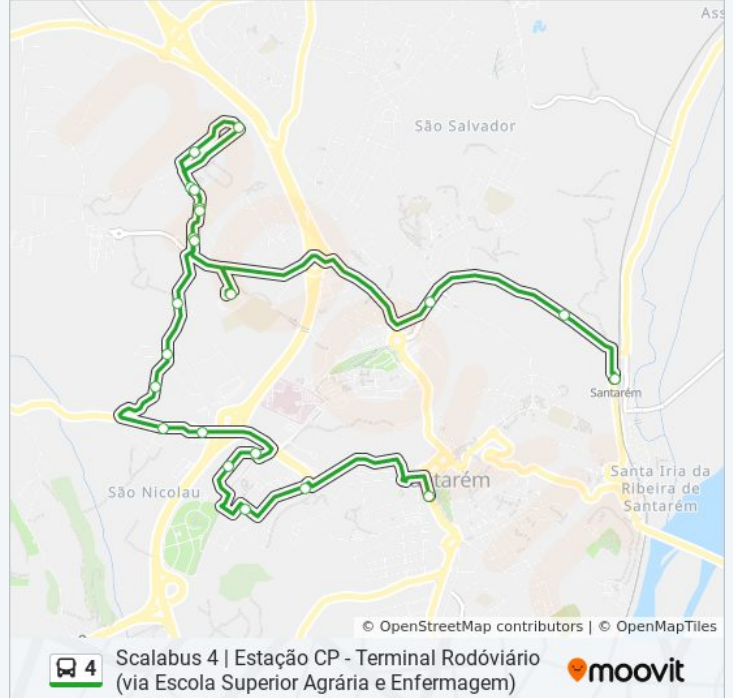 Ass
São Salvador
Santarém
Santa Iria da
Ribeira de
Santarém
tarém
São Nicolau
© OpenStreetMap contributors | © OpenMapTiles
4
Scalabus 4 | Estação CP - Terminal Rodóviário
(via Escola Superior Agrária e Enfermagem)
moovit